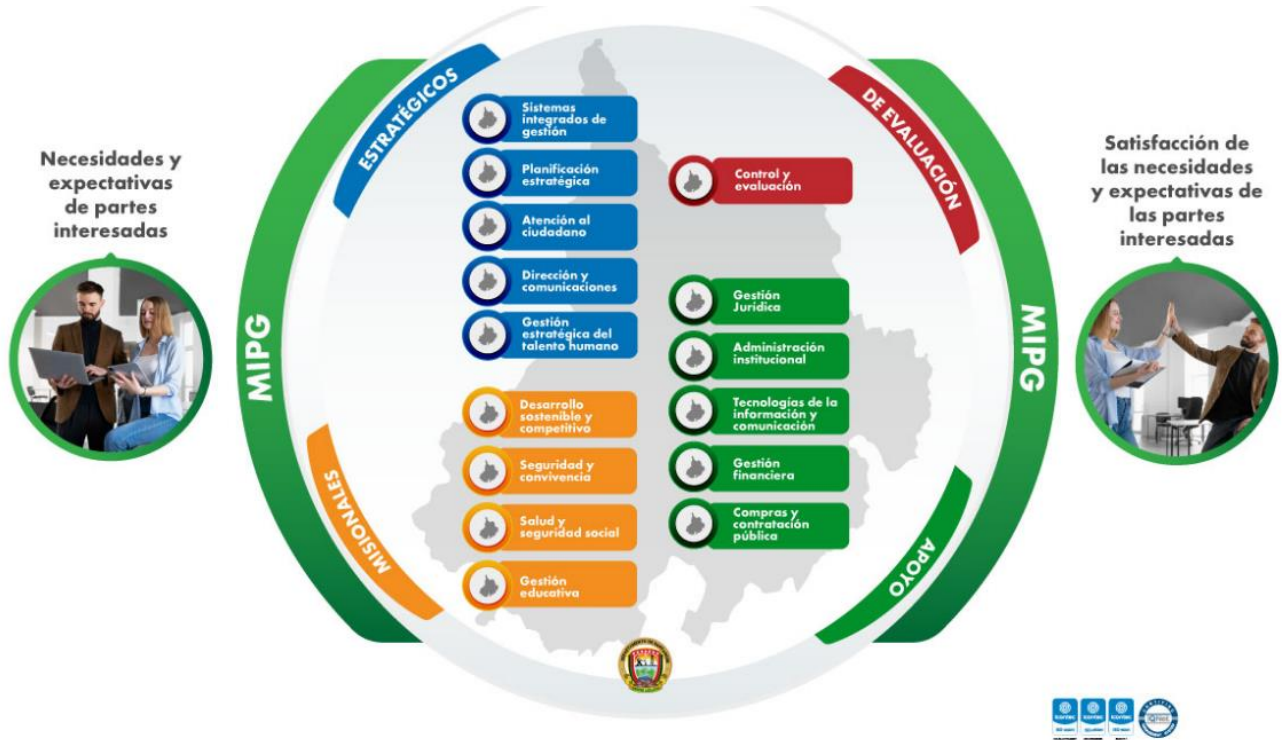 Necesidades y
expectativas
de partes
interesadas
MIPG
ESTRATÉGICOS
Sistemas
integrados de
gestión
Planificación
estratégica
Atención al
ciudadano
Dirección y
comunicaciones
Gestión
estratégica del
talento humano
MISIONALES
Desarrollo
sostenible y
competitivo
Seguridad y
convivencia
Salud y
seguridad social
Gestión
educativa
DE EVALUACIÓN
Control y
evaluación
Gestión
Jurídica
Administración
institucional
Tecnologías de la
información y
comunicación
Gestión
financiera
Compras y
contratación
pública
APOYO
MIPG
Satisfacción de
las necesidades
y expectativas de
las partes
interesadas
icontec
icontec
icontec